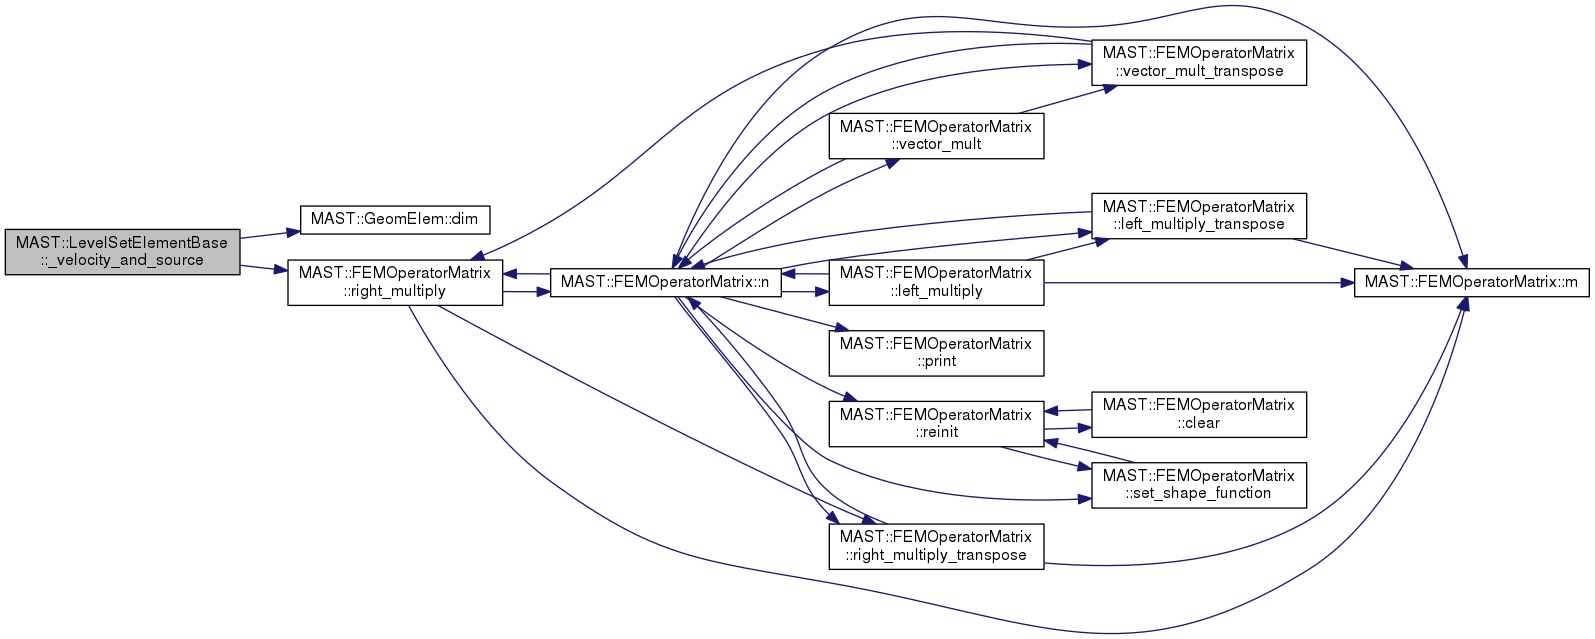 MAST::LevelSetElementBase
::_velocity_and_source
MAST::GeomElem::dim
MAST::FEMOperatorMatrix
::right_multiply
MAST::FEMOperatorMatrix::n
MAST::FEMOperatorMatrix
::vector_mult_transpose
MAST::FEMOperatorMatrix
::vector_mult
MAST::FEMOperatorMatrix
::left_multiply_transpose
MAST::FEMOperatorMatrix
::left_multiply
MAST::FEMOperatorMatrix::m
MAST::FEMOperatorMatrix
::print
MAST::FEMOperatorMatrix
::reinit
MAST::FEMOperatorMatrix
::clear
MAST::FEMOperatorMatrix
::set_shape_function
MAST::FEMOperatorMatrix
::right_multiply_transpose